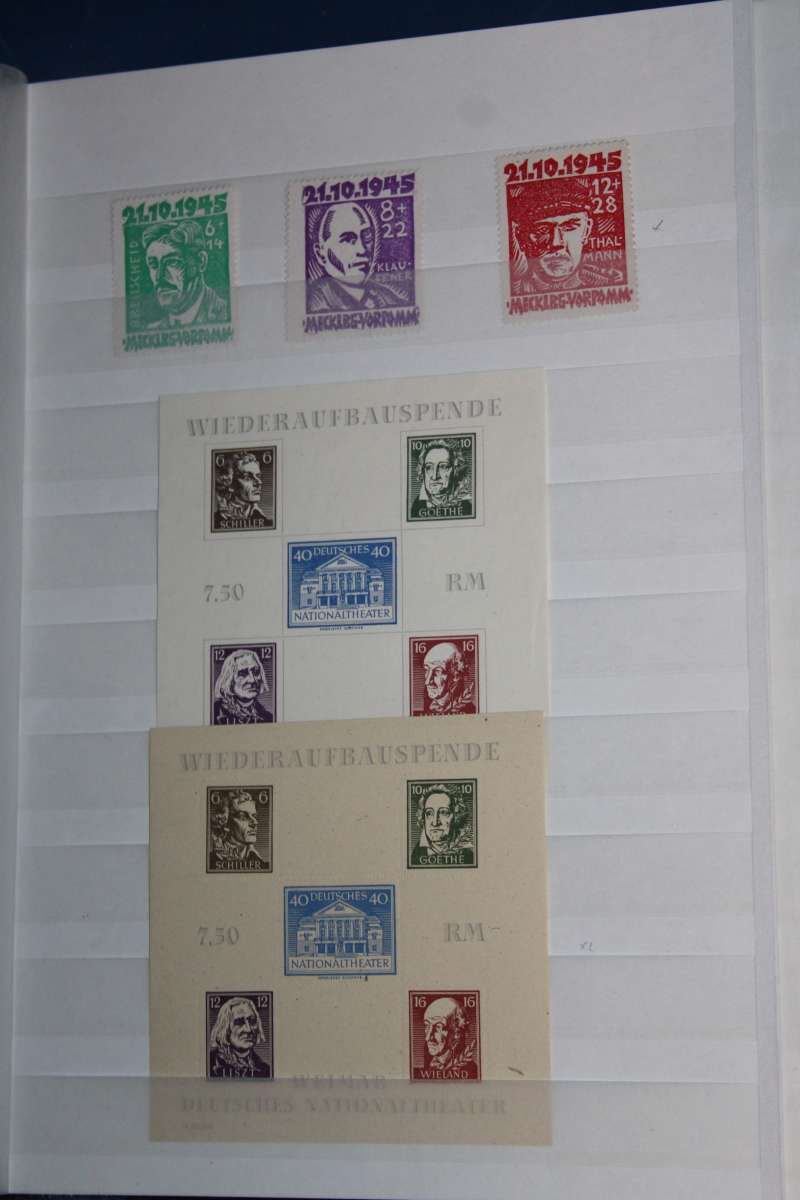 21.10.1945
6+
14
BREITSCHEID
MECKLBG-VORPOMM
21.10.1945
8+
22
KLAU-
SENER
MECKLBG-VORPOMM
21.10.1945
12+
28
THÄL-
MANN
MECKLBG-VORPOMM
WIEDERAUFBAUSPENDE
6 6
SCHILLER
10 10
GOETHE
40 DEUTSCHES 40
NATIONALTHEATER
7.50 RM
12 12
LISZT
16 16
WIELAND
WIEDERAUFBAUSPENDE
6 6
SCHILLER
10 10
GOETHE
40 DEUTSCHES 40
NATIONALTHEATER
7.50 RM
12 12
LISZT
16 16
WIELAND
WEIMAR
DEUTSCHES NATIONALTHEATER